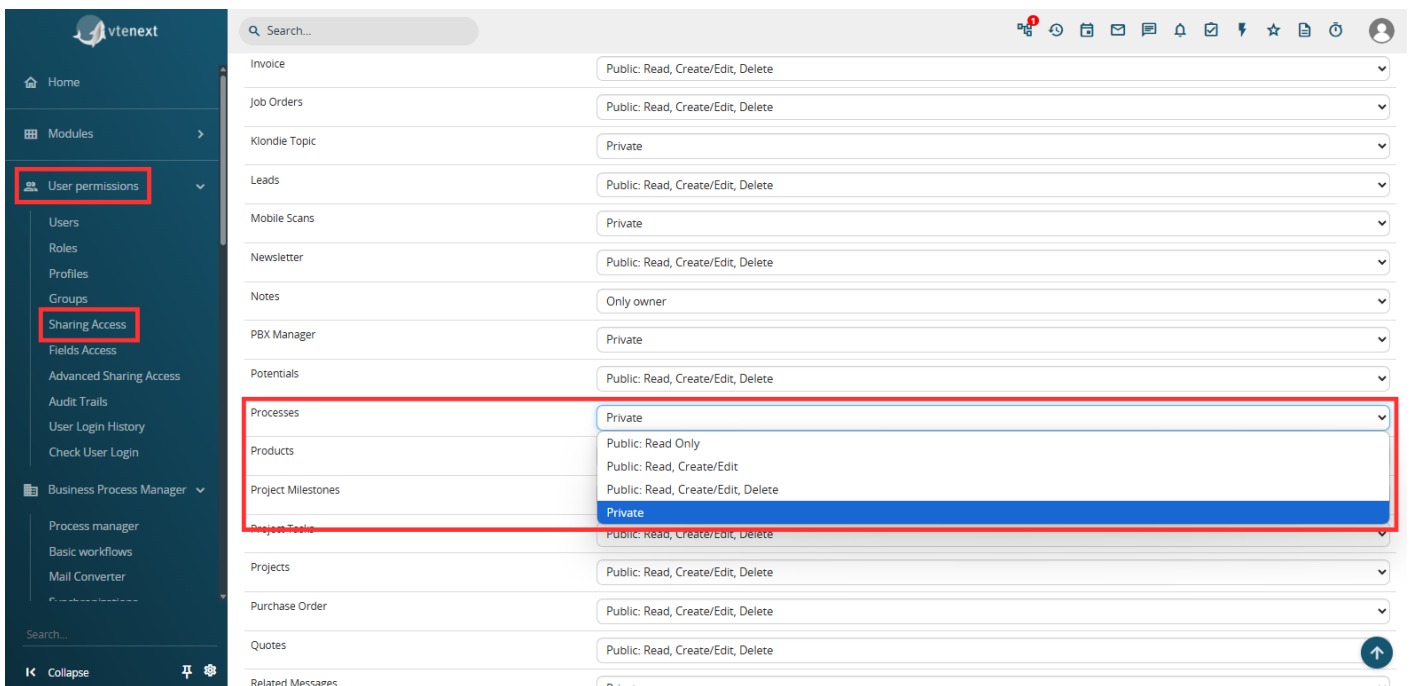 vtenext
Search...
1
Home
Modules
User permissions
Users
Roles
Profiles
Groups
Sharing Access
Fields Access
Advanced Sharing Access
Audit Trails
User Login History
Check User Login
Business Process Manager
Process manager
Basic workflows
Mail Converter
Synchronizations
Search...
Collapse
Invoice Public: Read, Create/Edit, Delete
Job Orders Public: Read, Create/Edit, Delete
Klondie Topic Private
Leads Public: Read, Create/Edit, Delete
Mobile Scans Private
Newsletter Public: Read, Create/Edit, Delete
Notes Only owner
PBX Manager Private
Potentials Public: Read, Create/Edit, Delete
Processes Private
Public: Read Only
Products
Public: Read, Create/Edit
Project Milestones Public: Read, Create/Edit, Delete
Private
Project Tasks Public: Read, Create/Edit, Delete
Projects Public: Read, Create/Edit, Delete
Purchase Order Public: Read, Create/Edit, Delete
Quotes Public: Read, Create/Edit, Delete
Related Messages